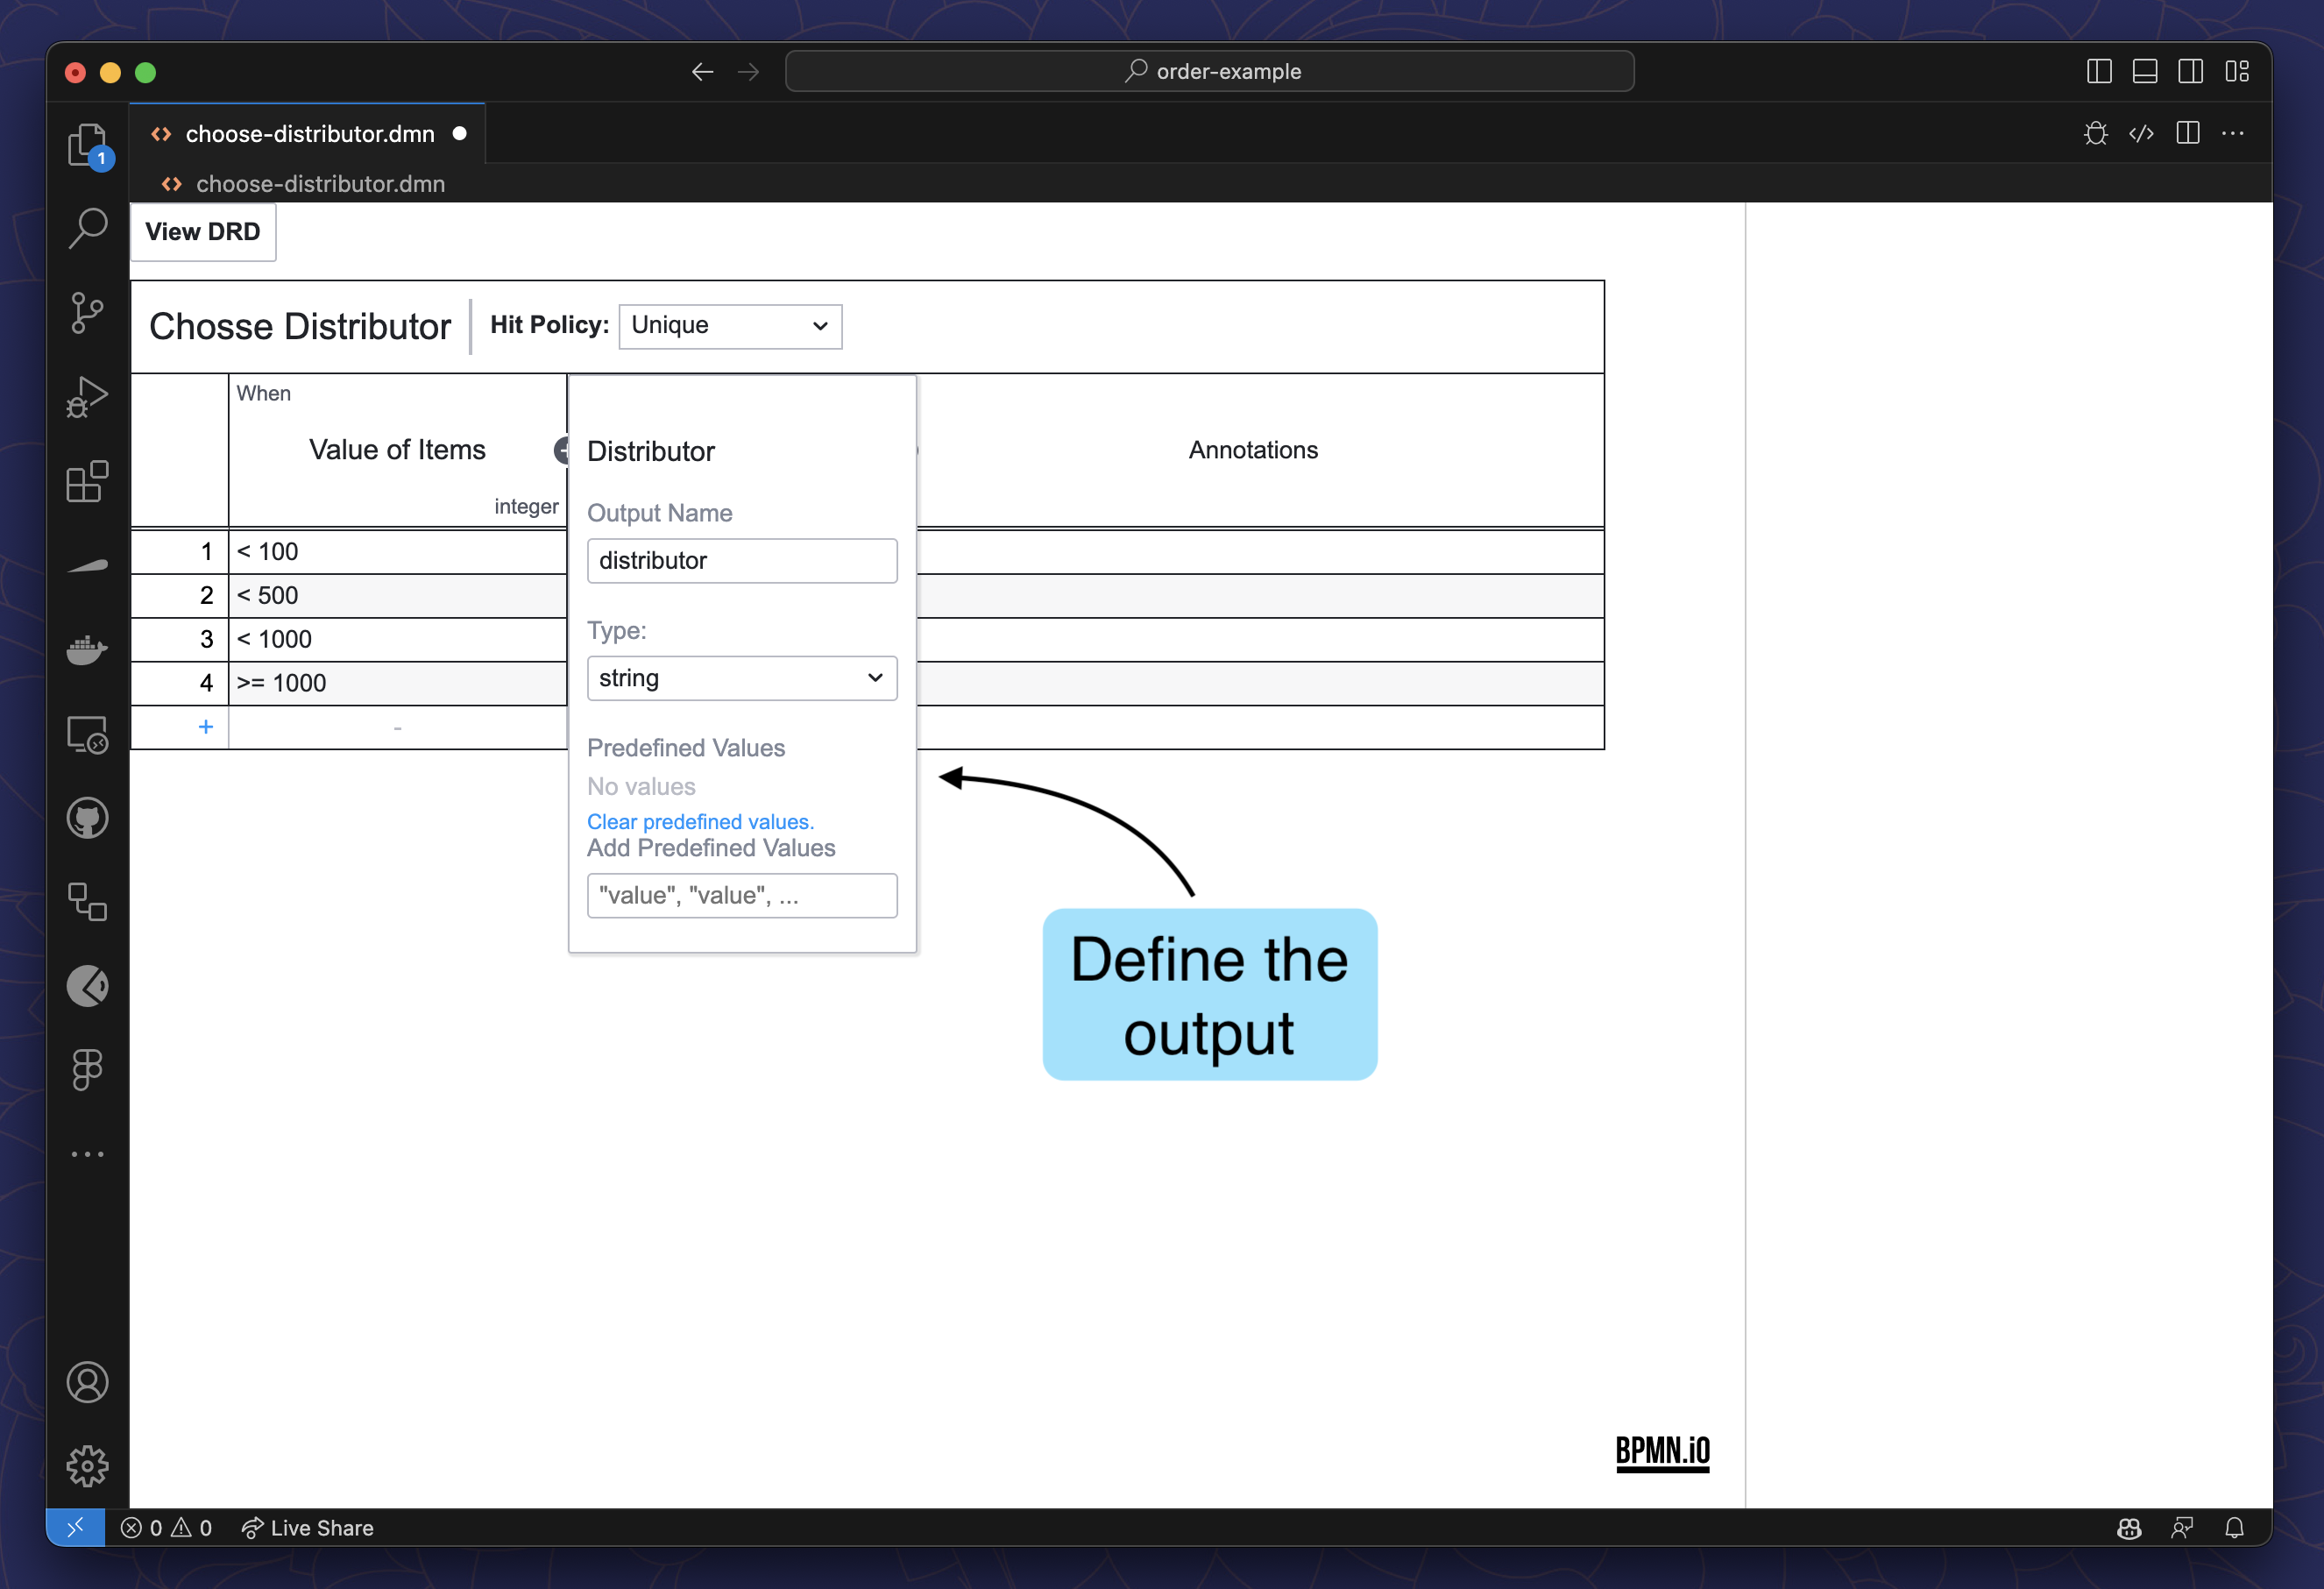 order-example
1
choose-distributor.dmn
choose-distributor.dmn
View DRD
Chosse Distributor
Hit Policy: Unique
When
Value of Items
integer
Distributor
Output Name
distributor
Type:
string
Predefined Values
No values
Clear predefined values.
Add Predefined Values
"value", "value", ...
Annotations
1 < 100
2 < 500
3 < 1000
4 >= 1000
+ -
Define the
output
BPMN.iO
0 0 Live Share